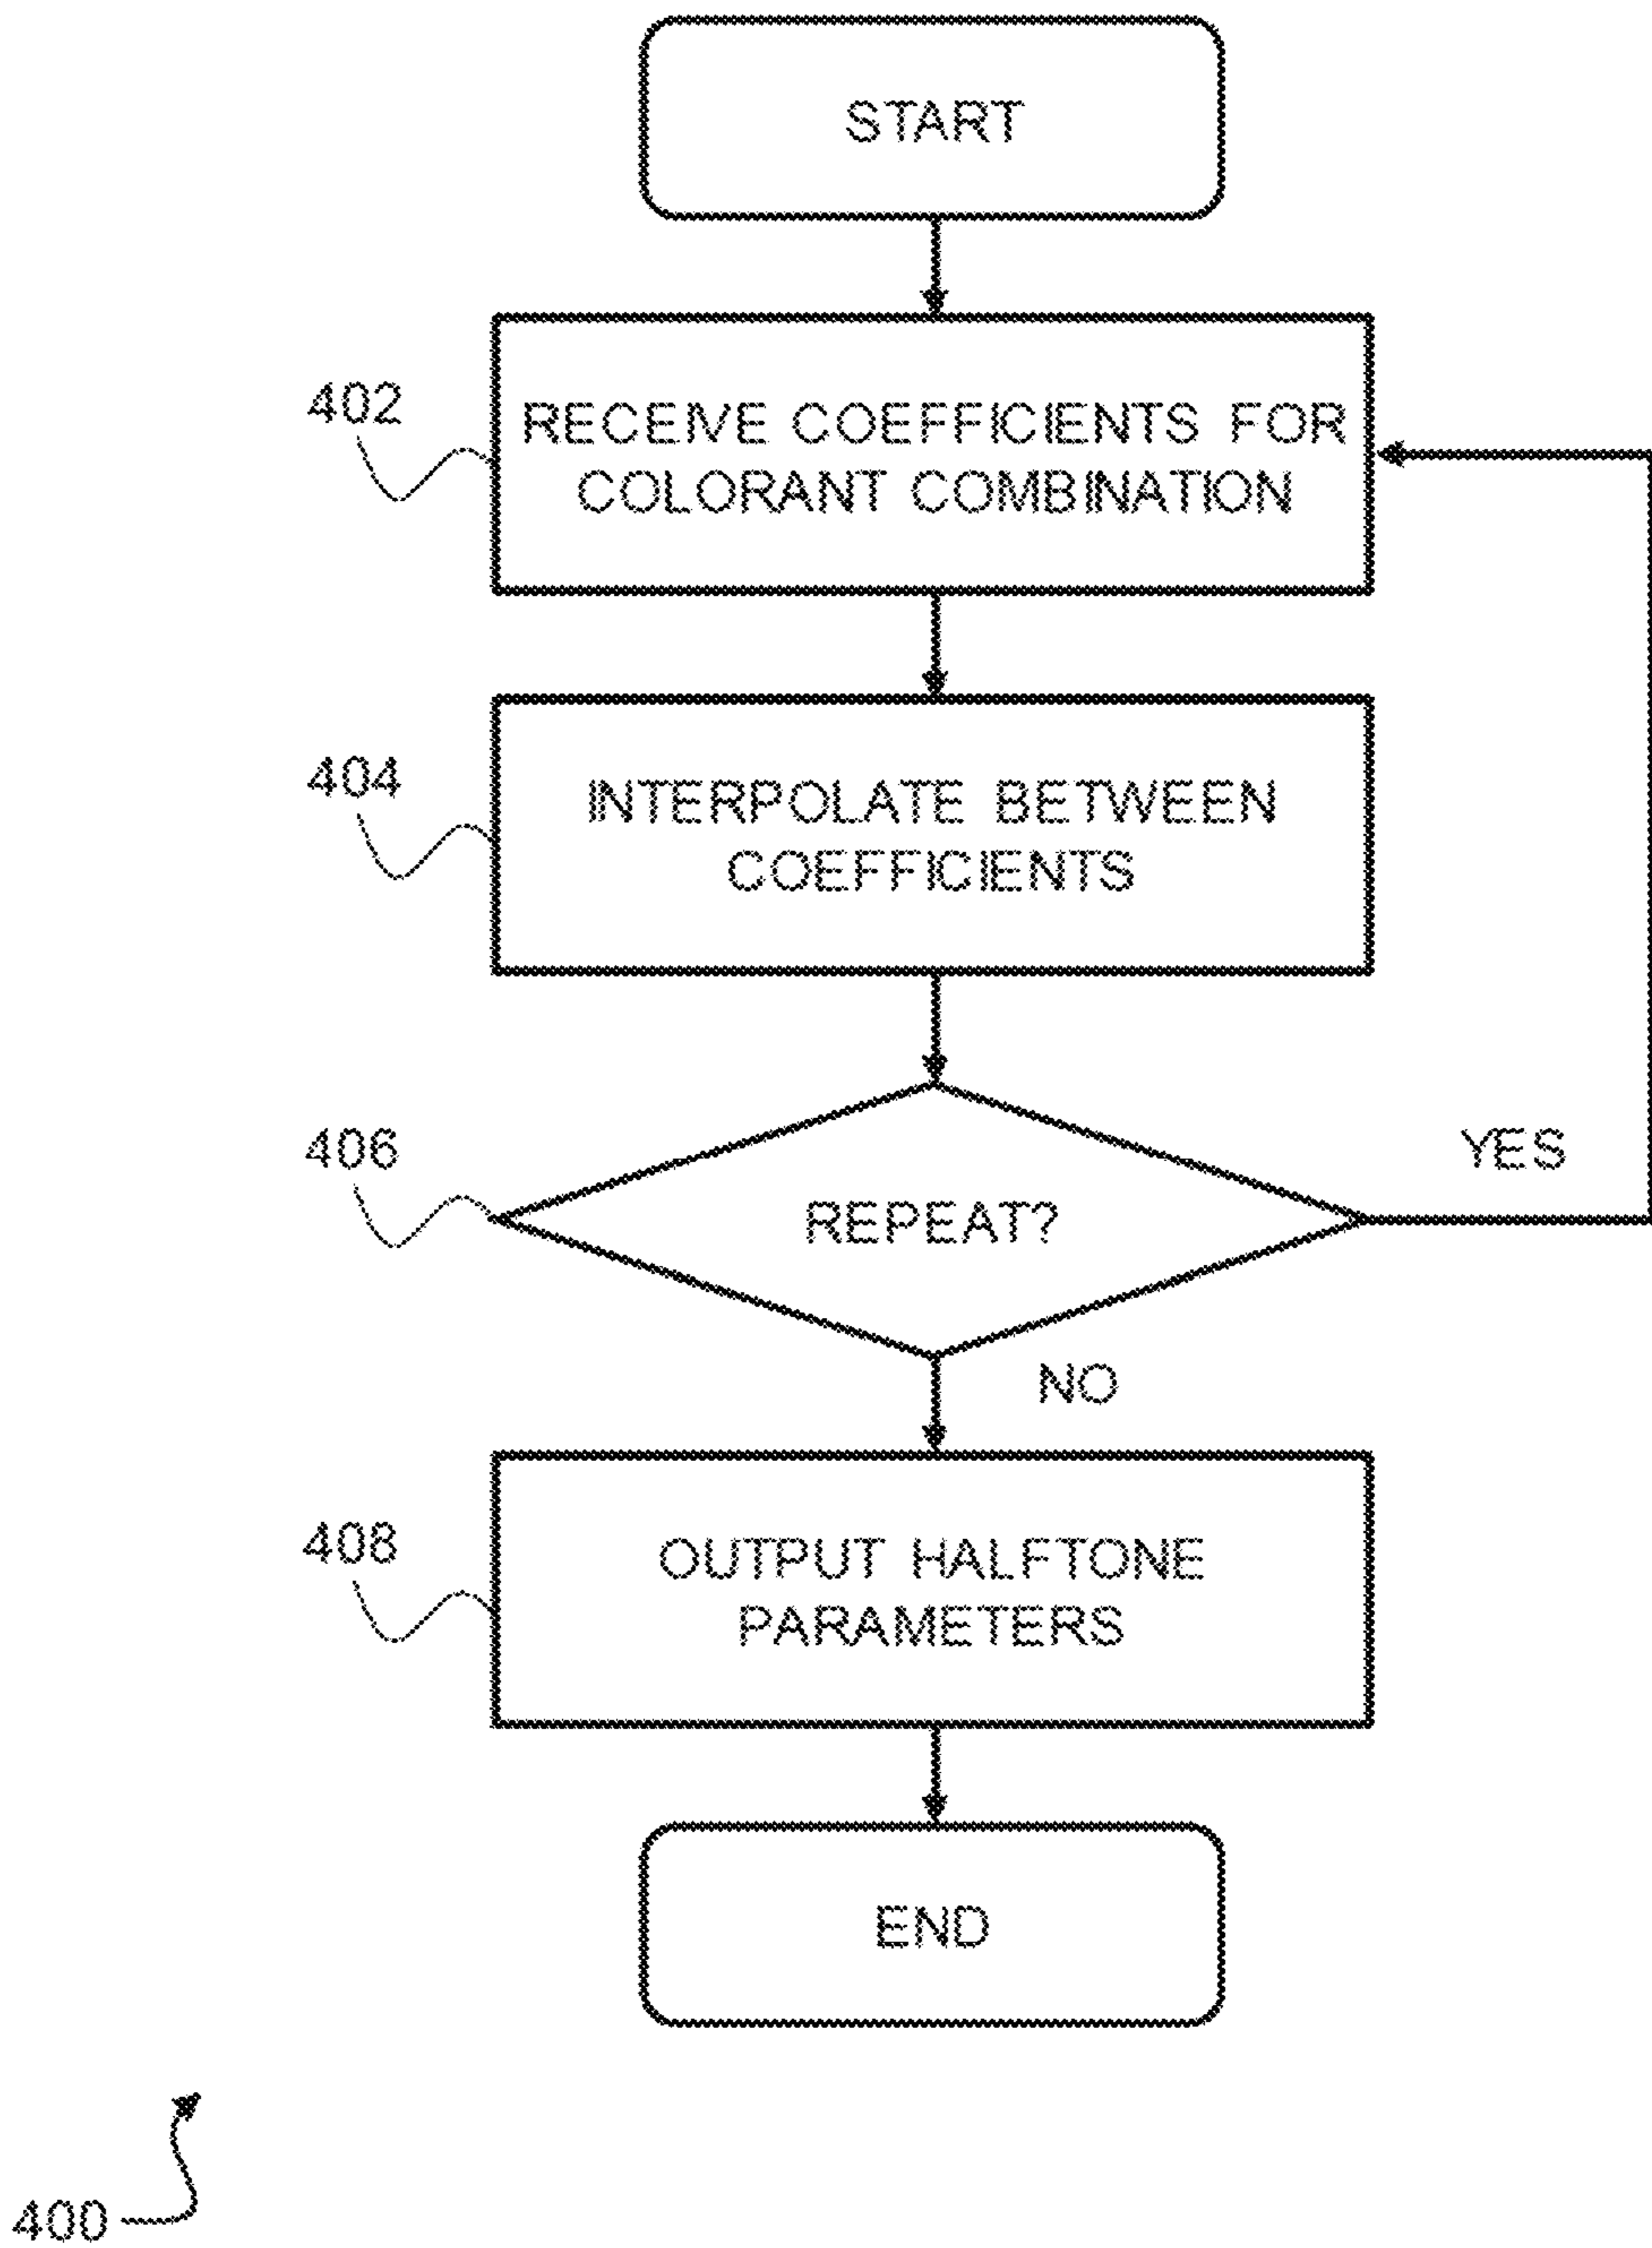 START
402
RECEIVE COEFFICIENTS FOR
COLORANT COMBINATION
404
INTERPOLATE BETWEEN
COEFFICIENTS
406
REPEAT?
YES
NO
408
OUTPUT HALFTONE
PARAMETERS
END
400